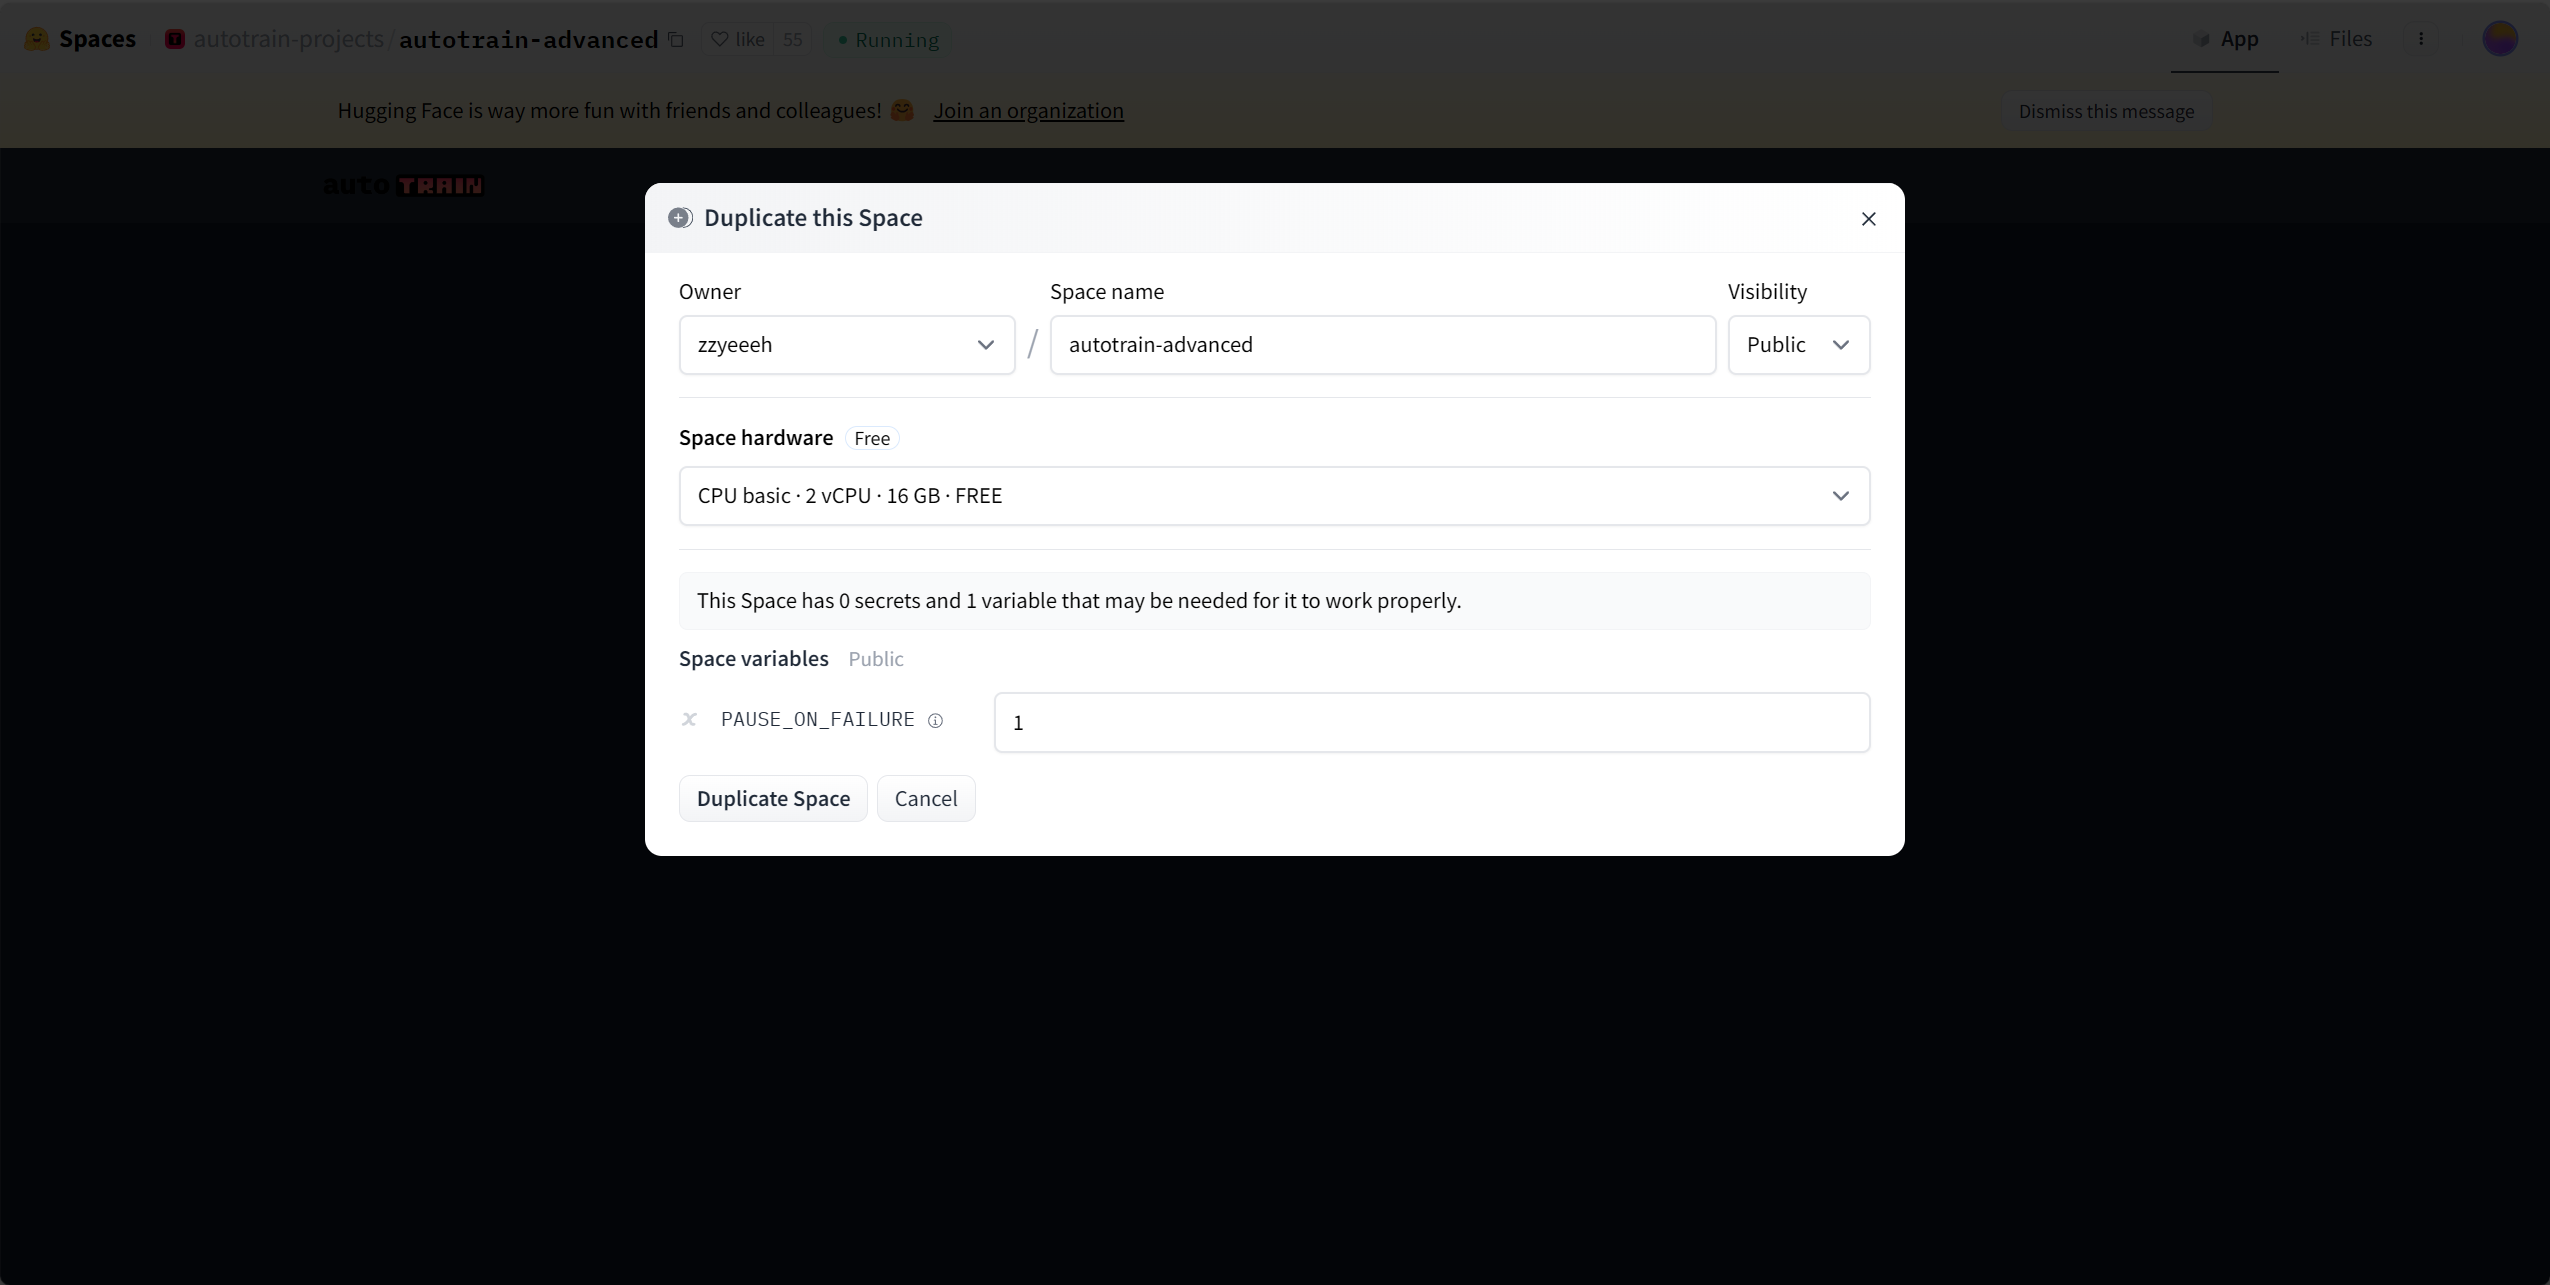 Spaces autotrain-projects/autotrain-advanced like 55 Running App Files
Hugging Face is way more fun with friends and colleagues! 🤗 Join an organization Dismiss this message
auto TRAIN
Duplicate this Space
Owner Space name Visibility
zzyeeeh / autotrain-advanced Public
Space hardware Free
CPU basic · 2 vCPU · 16 GB · FREE
This Space has 0 secrets and 1 variable that may be needed for it to work properly.
Space variables Public
PAUSE_ON_FAILURE 1
Duplicate Space Cancel